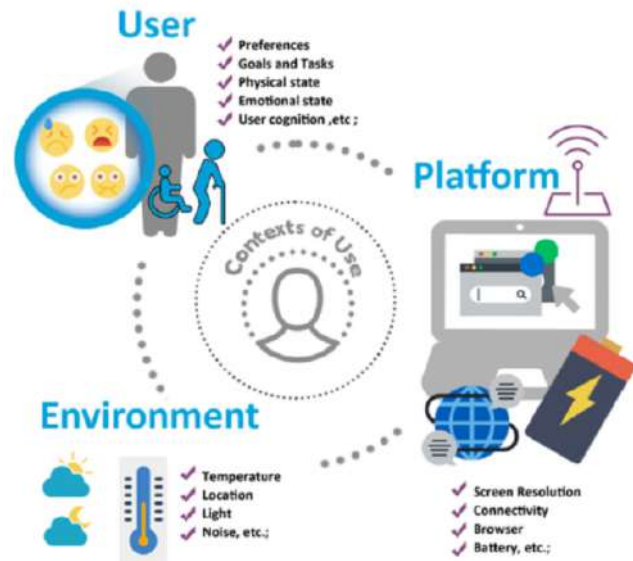 User
Preferences
Goals and Tasks
Physical state
Emotional state
User cognition ,etc ;
Platform
Contexts of Use
Environment
Temperature
Location
Light
Noise, etc.;
Screen Resolution
Connectivity
Browser
Battery, etc.;